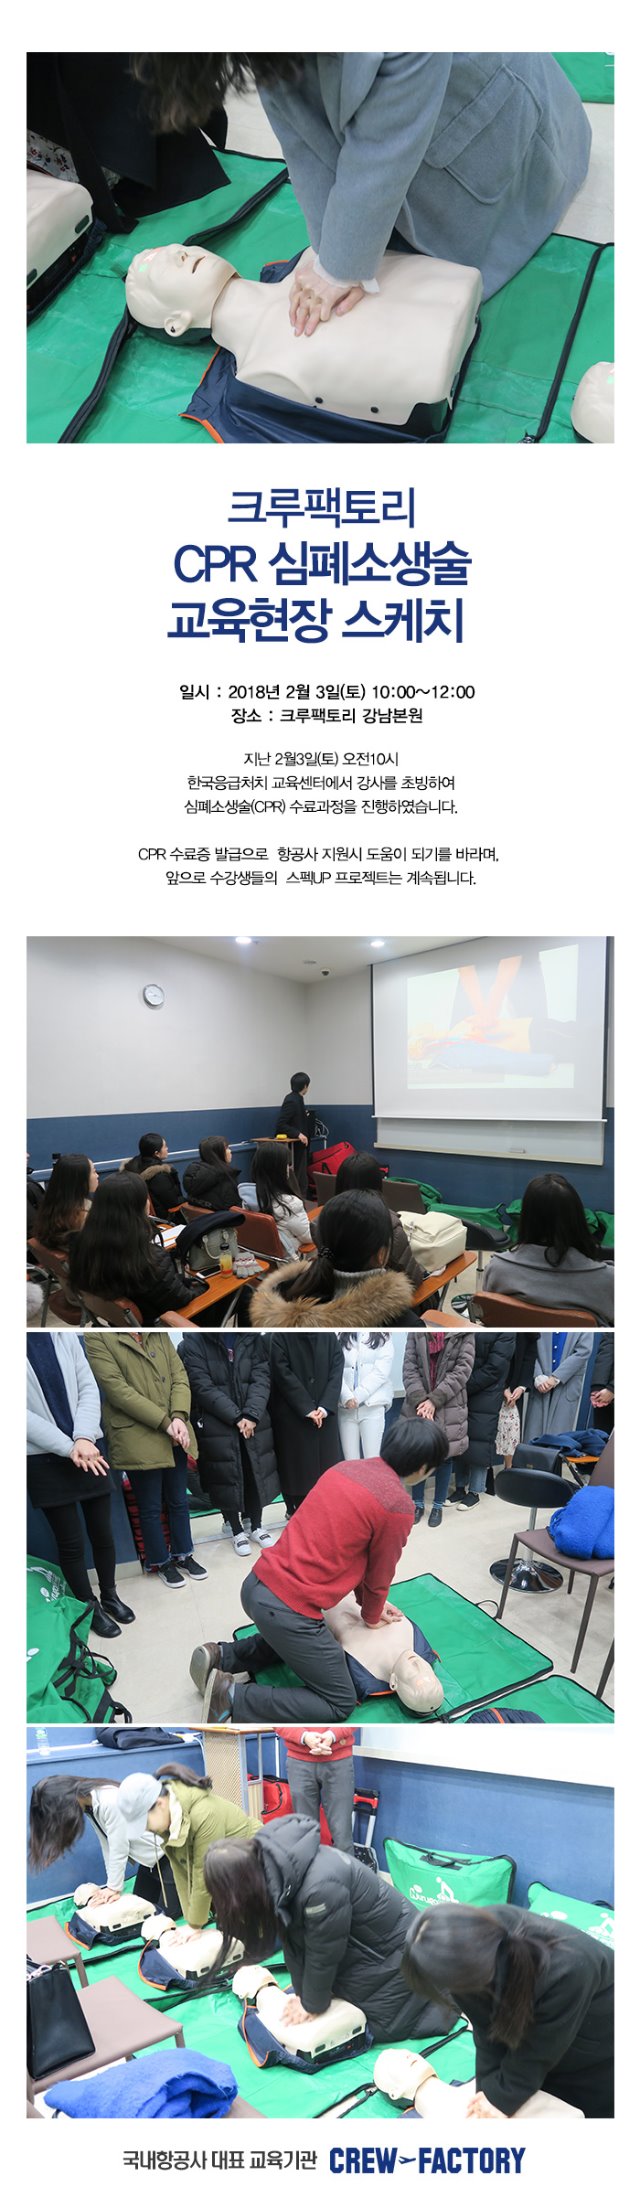 크루팩토리
CPR 심폐소생술
교육현장 스케치
일시 : 2018년 2월 3일(토) 10:00~12:00
장소 : 크루팩토리 강남본원
지난 2월3일(토) 오전10시
한국응급처치 교육센터에서 강사를 초빙하여
심폐소생술(CPR) 수료과정을 진행하였습니다.
CPR 수료증 발급으로 항공사 지원시 도움이 되기를 바라며,
앞으로 수강생들의 스펙UP 프로젝트는 계속됩니다.
국내항공사 대표 교육기관 CREW FACTORY